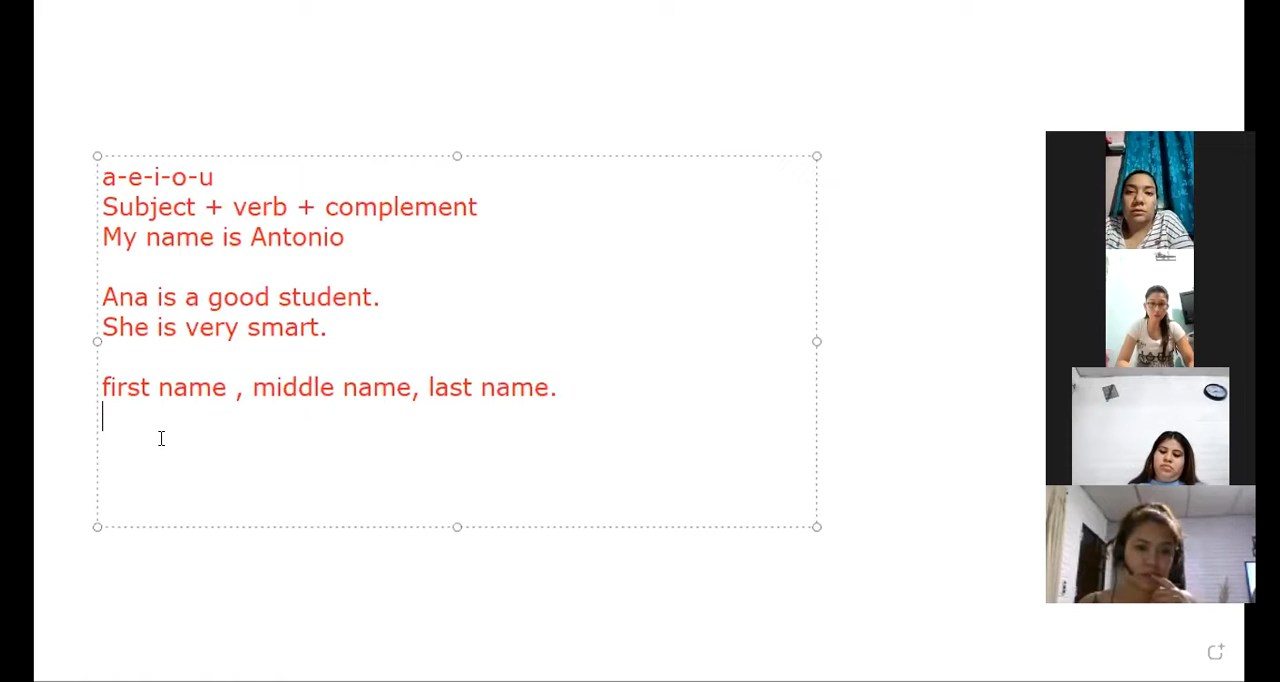 a-e-i-o-u
Subject + verb + complement
My name is Antonio
Ana is a good student.
She is very smart.
first name , middle name, last name.